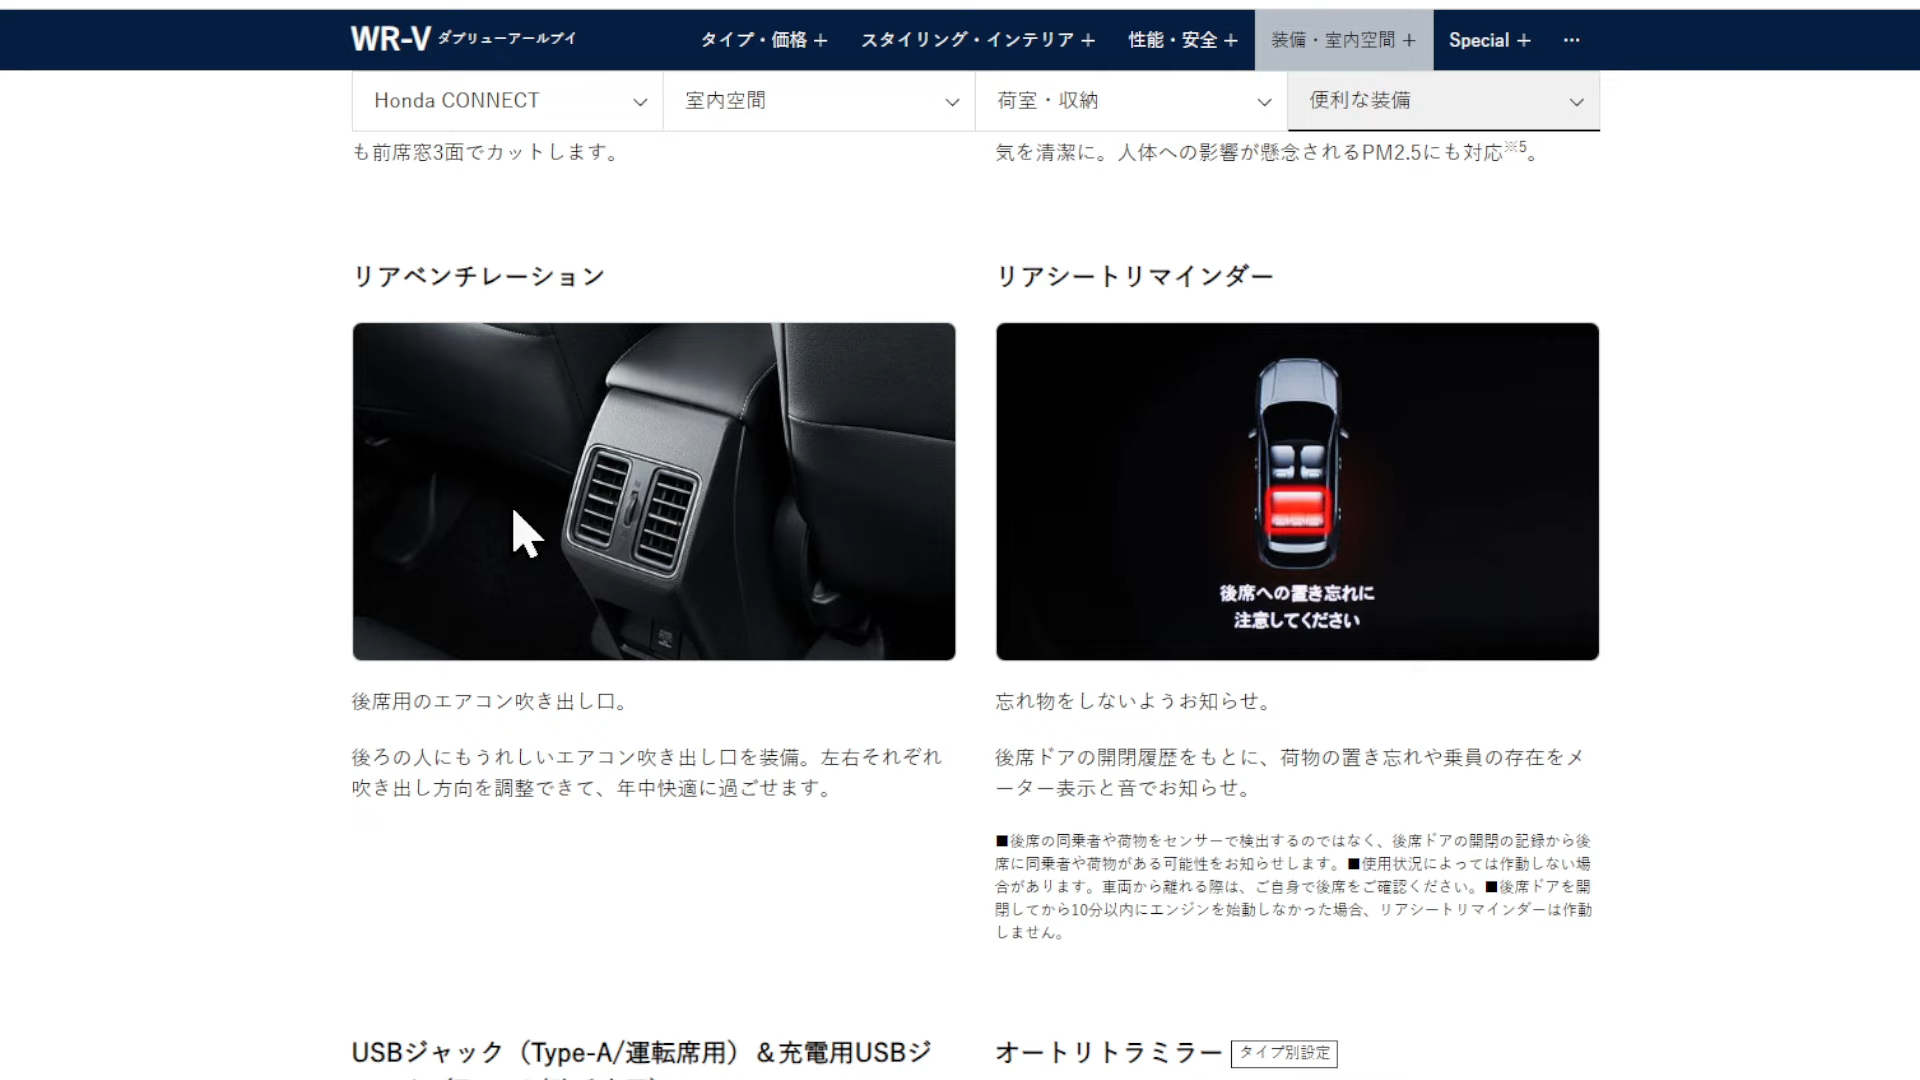 WR-V ダブリューアールブイ タイプ・価格 + スタイリング・インテリア + 性能・安全 + 装備・室内空間 + Special + …
Honda CONNECT 室内空間 荷室・収納 便利な装備
も前席窓3面でカットします。
気を清潔に。人体への影響が懸念されるPM2.5にも対応※5。
リアベンチレーション
後席用のエアコン吹き出し口。
後ろの人にもうれしいエアコン吹き出し口を装備。左右それぞれ
吹き出し方向を調整できて、年中快適に過ごせます。
リアシートリマインダー
後席への置き忘れに
注意してください
忘れ物をしないようお知らせ。
後席ドアの開閉履歴をもとに、荷物の置き忘れや乗員の存在をメ
ーター表示と音でお知らせ。
■後席の同乗者や荷物をセンサーで検出するのではなく、後席ドアの開閉の記録から後
席に同乗者や荷物がある可能性をお知らせします。■使用状況によっては作動しない場
合があります。車両から離れる際は、ご自身で後席をご確認ください。■後席ドアを開
閉してから10分以内にエンジンを始動しなかった場合、リアシートリマインダーは作動
しません。
USBジャック（Type-A/運転席用）＆充電用USBジ
オートリトラミラー タイプ別設定